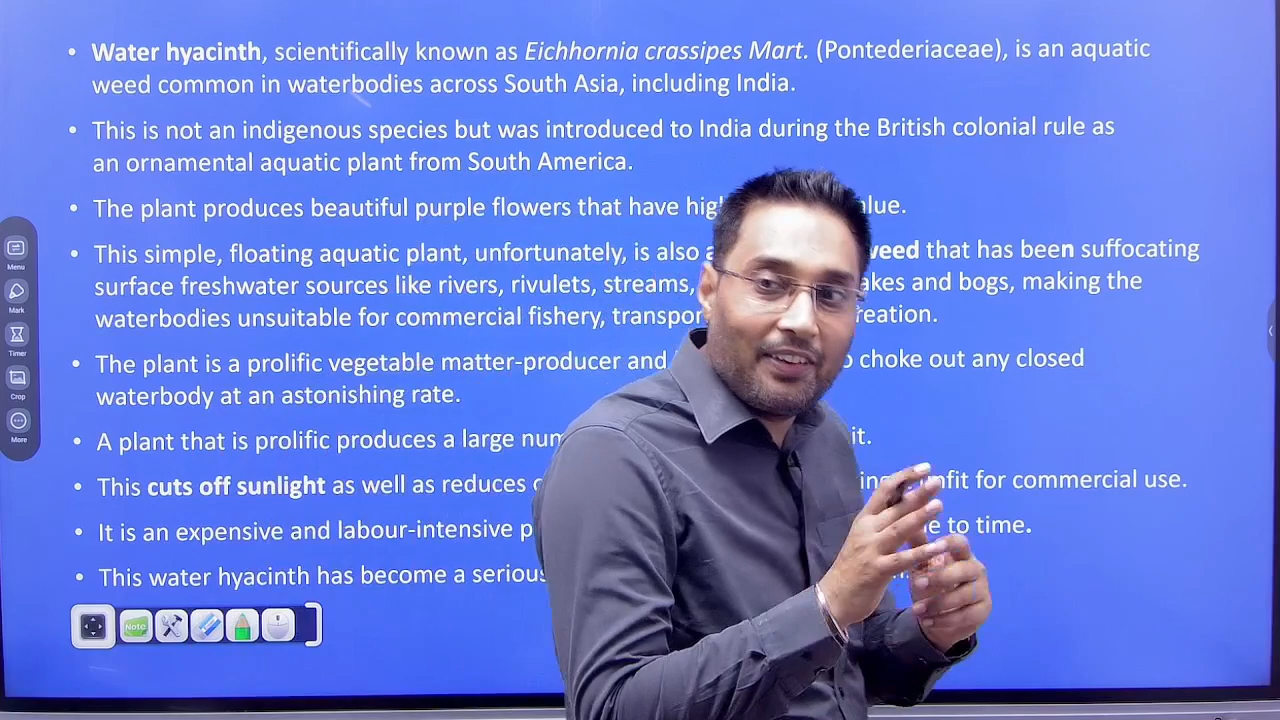 • Water hyacinth, scientifically known as Eichhornia crassipes Mart. (Pontederiaceae), is an aquatic
weed common in waterbodies across South Asia, including India.
• This is not an indigenous species but was introduced to India during the British colonial rule as
an ornamental aquatic plant from South America.
• The plant produces beautiful purple flowers that have
• This simple, floating aquatic plant, unfortunately, is also weed that has been suffocating
surface freshwater sources like rivers, rivulets, streams, lakes and bogs, making the
waterbodies unsuitable for commercial fishery,
• The plant is a prolific vegetable matter-producer and choke out any closed
waterbody at an astonishing rate.
• A plant that is prolific produces a large it.
• This cuts off sunlight as well as reduces unfit for commercial use.
• It is an expensive and labour-intensive to time.
• This water hyacinth has become a serious
Menu
Mark
Timer
Crop
More
Note